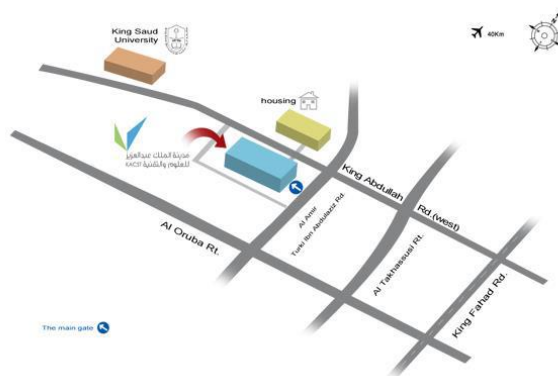 King Saud
University
40Km
housing
مدينة الملك عبدالعزيز
للعلوم والتقنية KACST
King Abdullah
Rd (west)
Al Amir
Turki Ibn Abdulaziz Rd.
Al Oruba Rt.
Al Takhassusi Rt.
King Fahad Rd.
The main gate